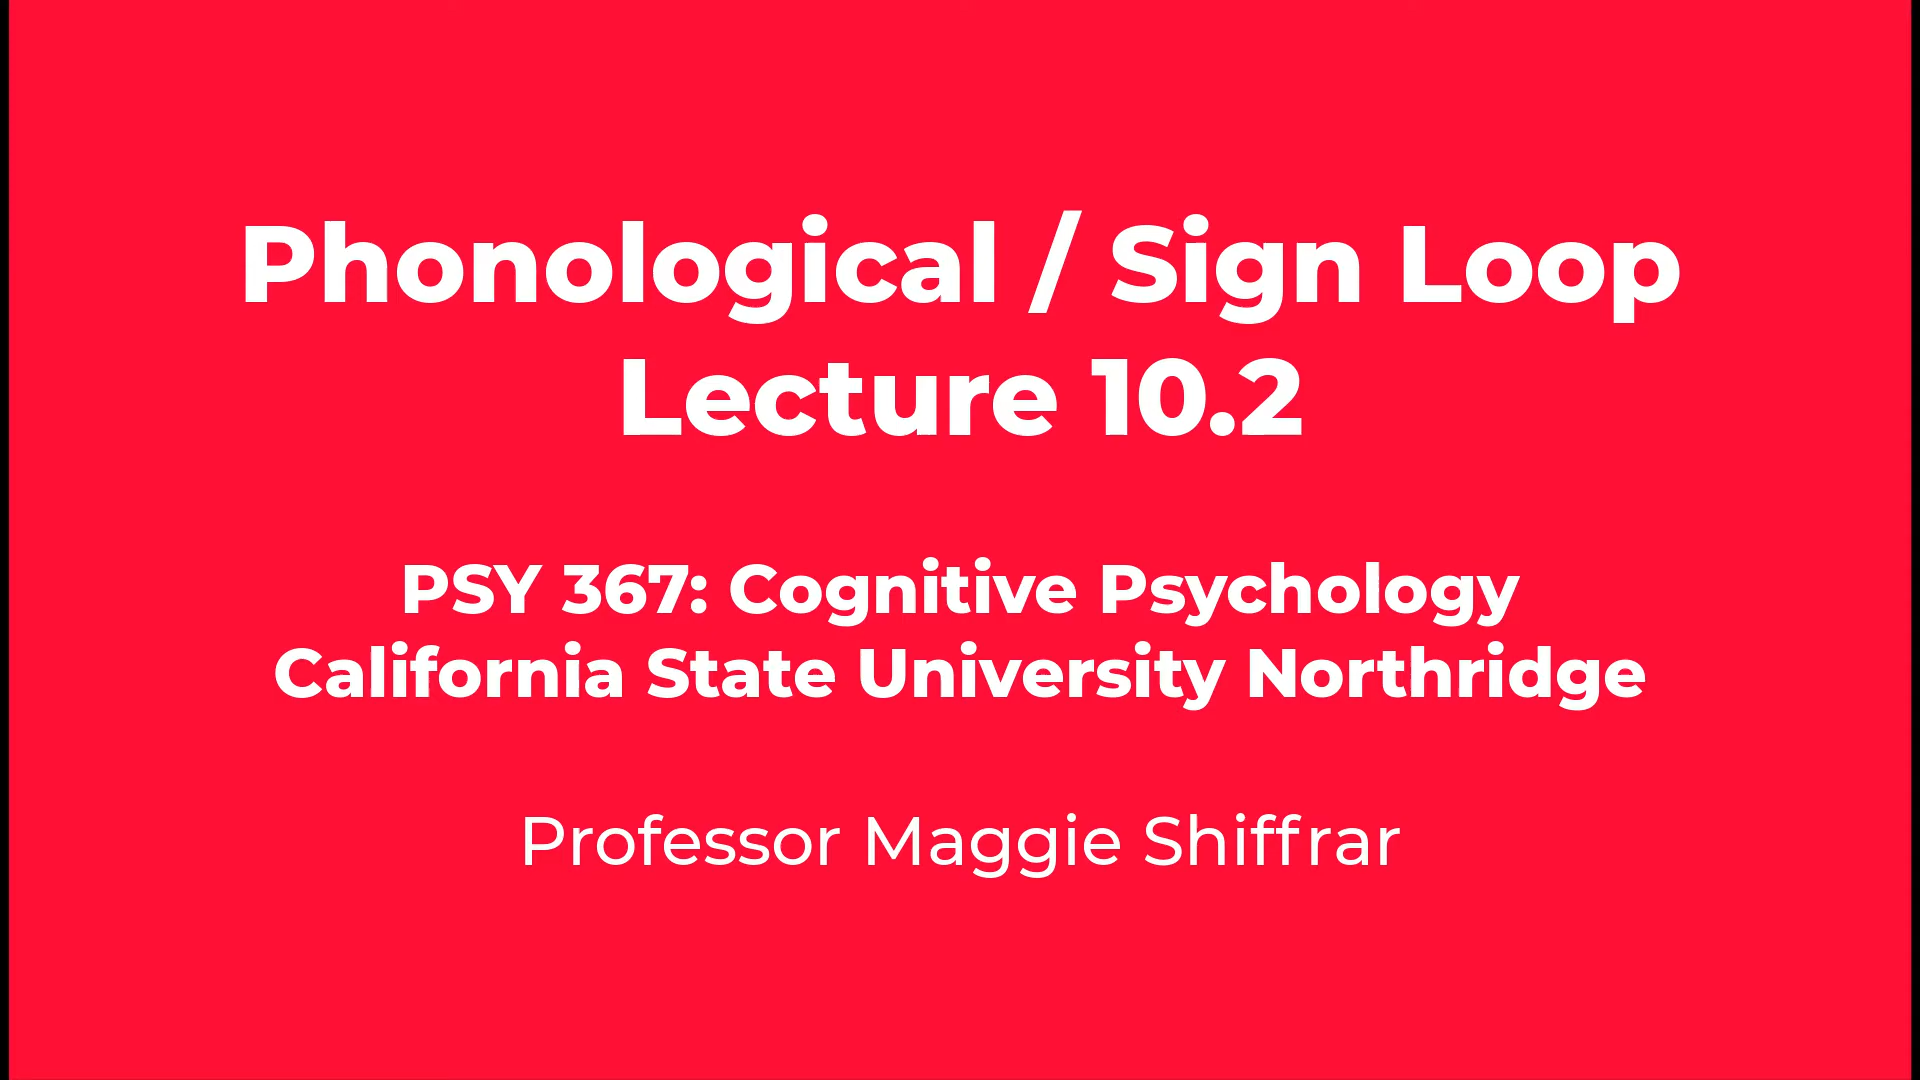 Phonological / Sign Loop
Lecture 10.2
PSY 367: Cognitive Psychology
California State University Northridge
Professor Maggie Shiffrar